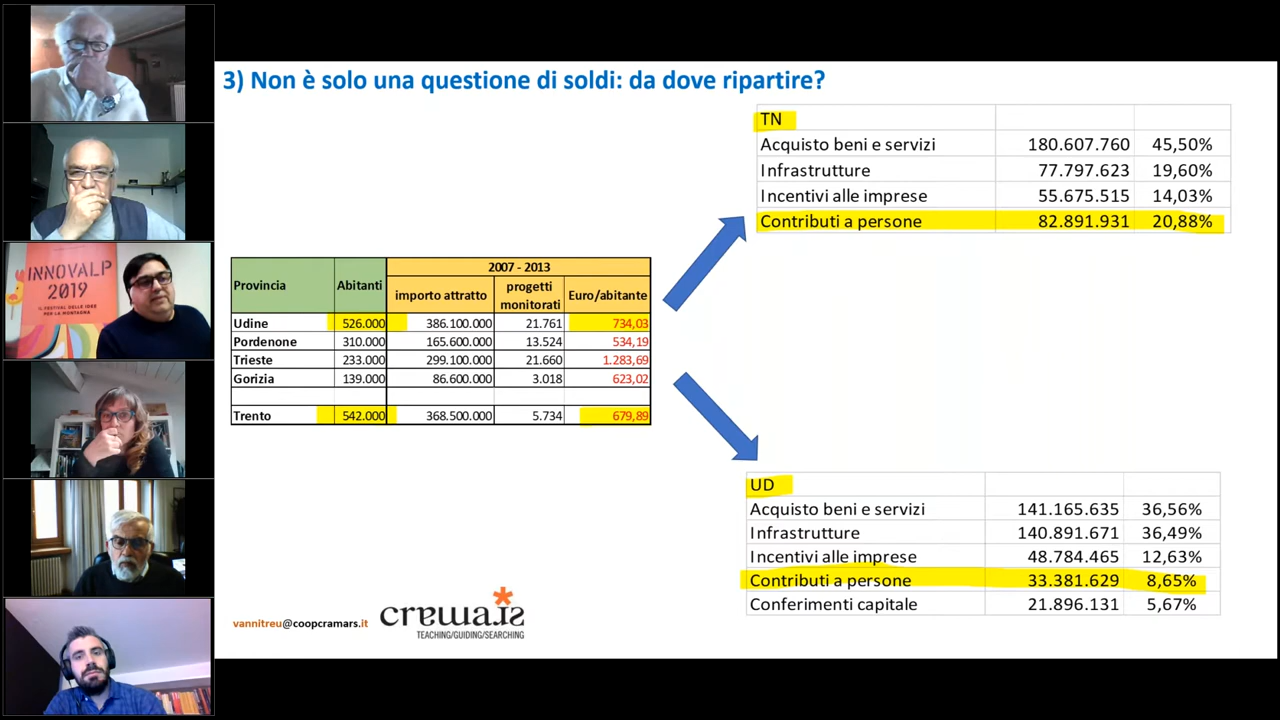 INNOVALP
2019
IL FESTIVAL DELLE IDEE
PER LA MONTAGNA
3) Non è solo una questione di soldi: da dove ripartire?
Provincia Abitanti 2007 - 2013
importo attratto progetti monitorati Euro/abitante
Udine 526.000 386.100.000 21.761 734,03
Pordenone 310.000 165.600.000 13.524 534,19
Trieste 233.000 299.100.000 21.660 1.283,69
Gorizia 139.000 86.600.000 3.018 623,02
Trento 542.000 368.500.000 5.734 679,89
TN
Acquisto beni e servizi 180.607.760 45,50%
Infrastrutture 77.797.623 19,60%
Incentivi alle imprese 55.675.515 14,03%
Contributi a persone 82.891.931 20,88%
UD
Acquisto beni e servizi 141.165.635 36,56%
Infrastrutture 140.891.671 36,49%
Incentivi alle imprese 48.784.465 12,63%
Contributi a persone 33.381.629 8,65%
Conferimenti capitale 21.896.131 5,67%
vannitreu@coopcramars.it
cramars
TEACHING/GUIDING/SEARCHING